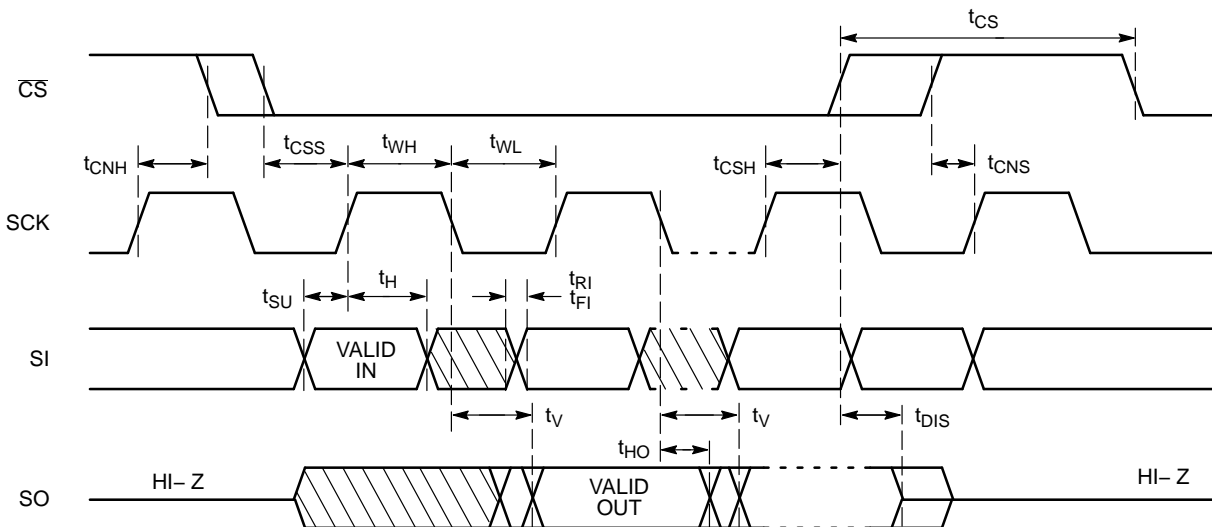 tCS
CS
tCNH
tCSS
tWH
tWL
tCSH
tCNS
SCK
tSU
tH
tRI
tFI
SI
VALID
IN
tV
tV
tDIS
tHO
HI– Z
HI– Z
SO
VALID
OUT